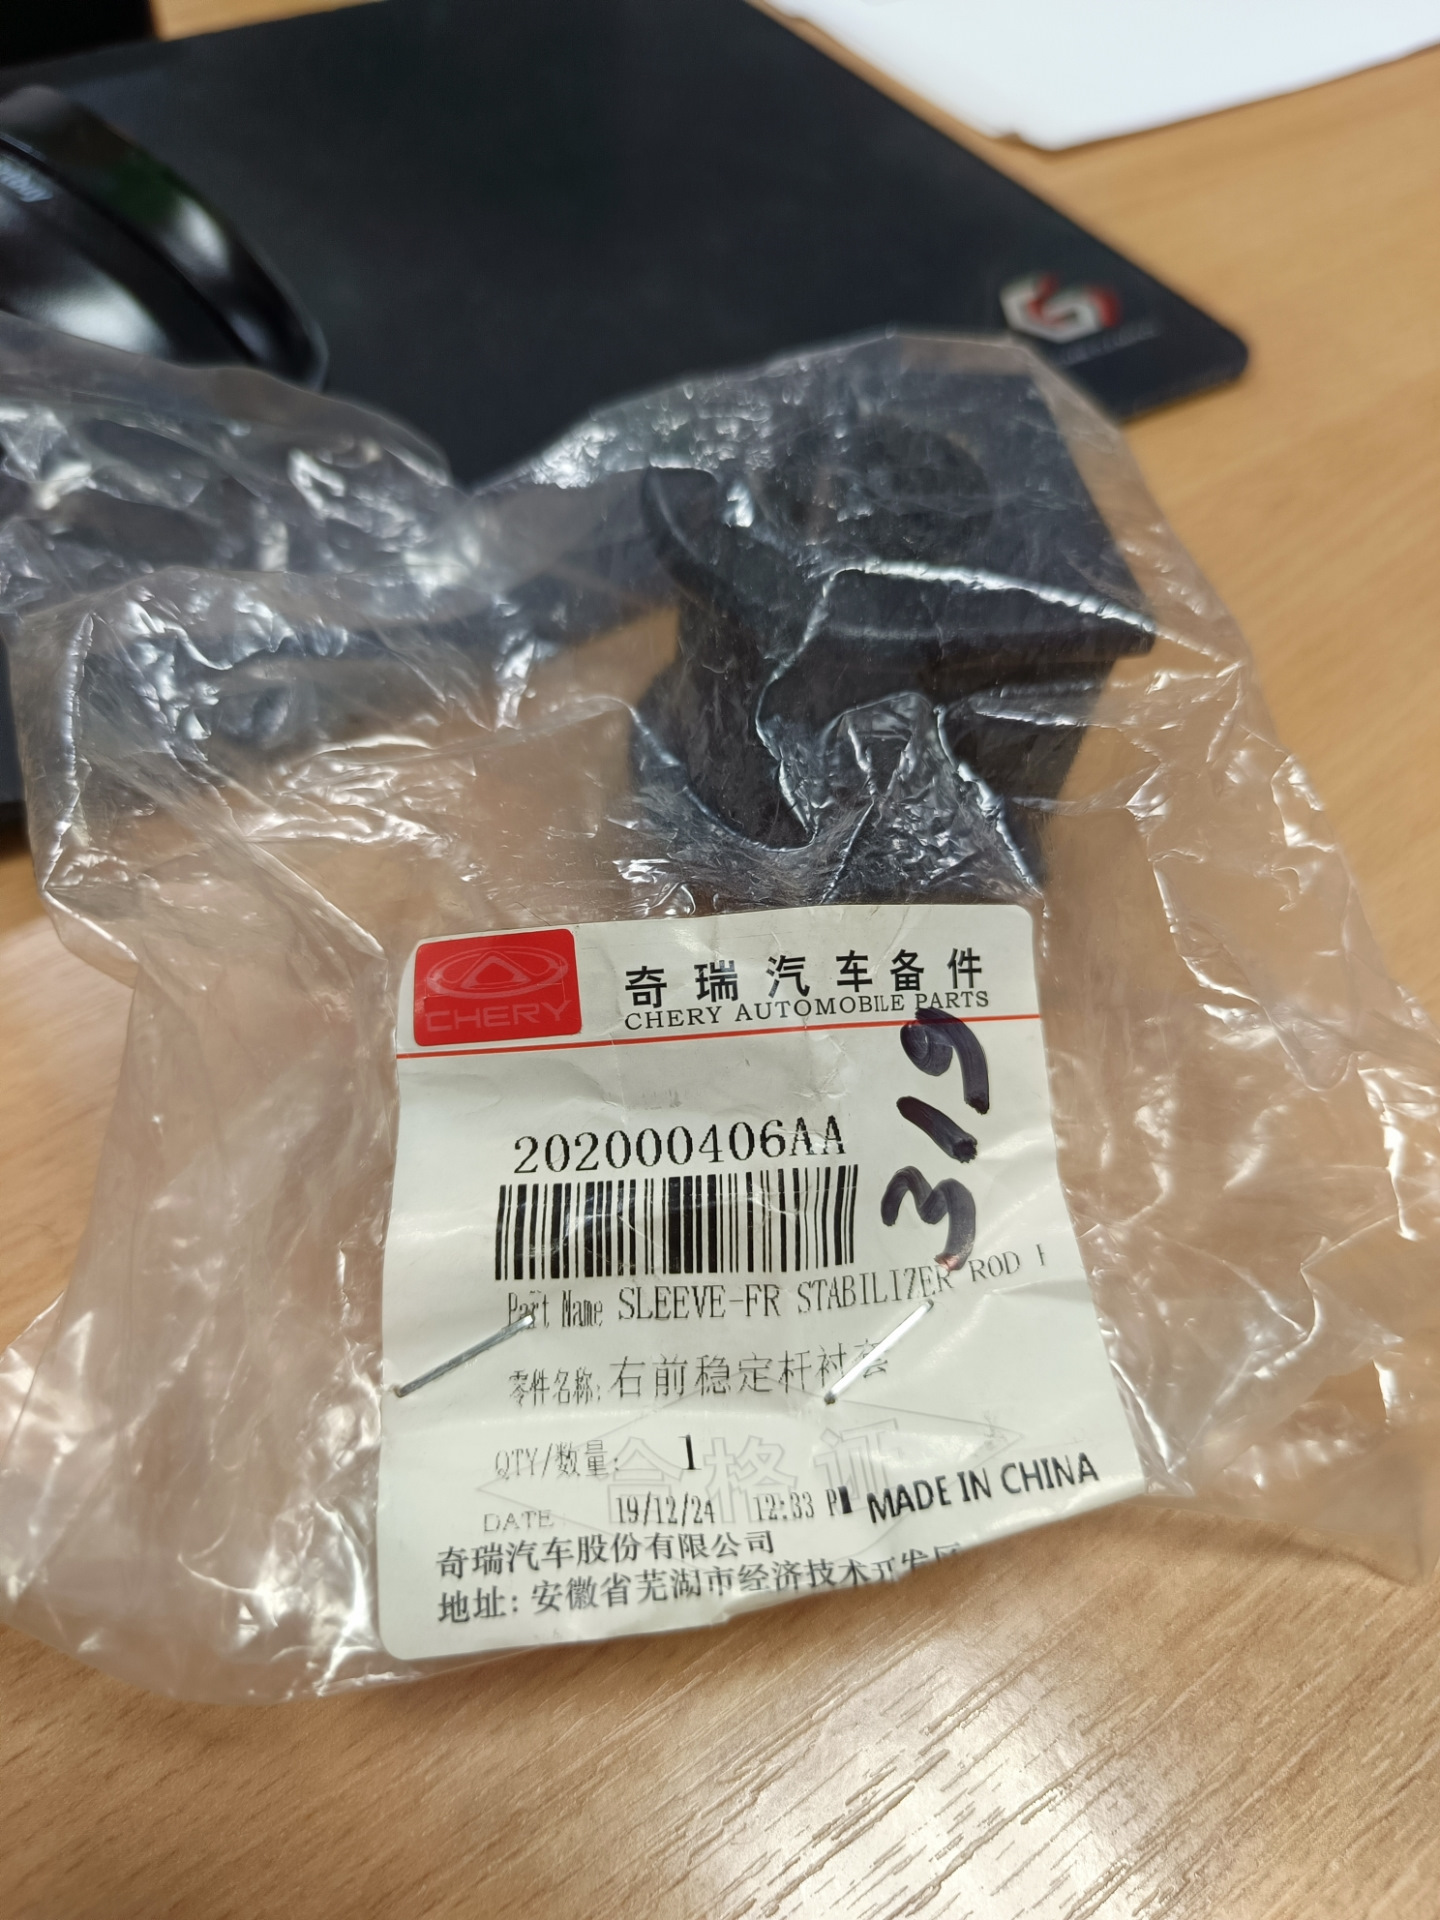 CHERY
奇瑞汽车备件
CHERY AUTOMOBILE PARTS
319
202000406AA
Part Name SLEEVE-FR STABILIZER ROD
零件名称: 右前稳定杆衬套
QTY/数量: 1
合格证
DATE 19/12/24 12:33 P
MADE IN CHINA
奇瑞汽车股份有限公司
地址: 安徽省芜湖市经济技术开发区